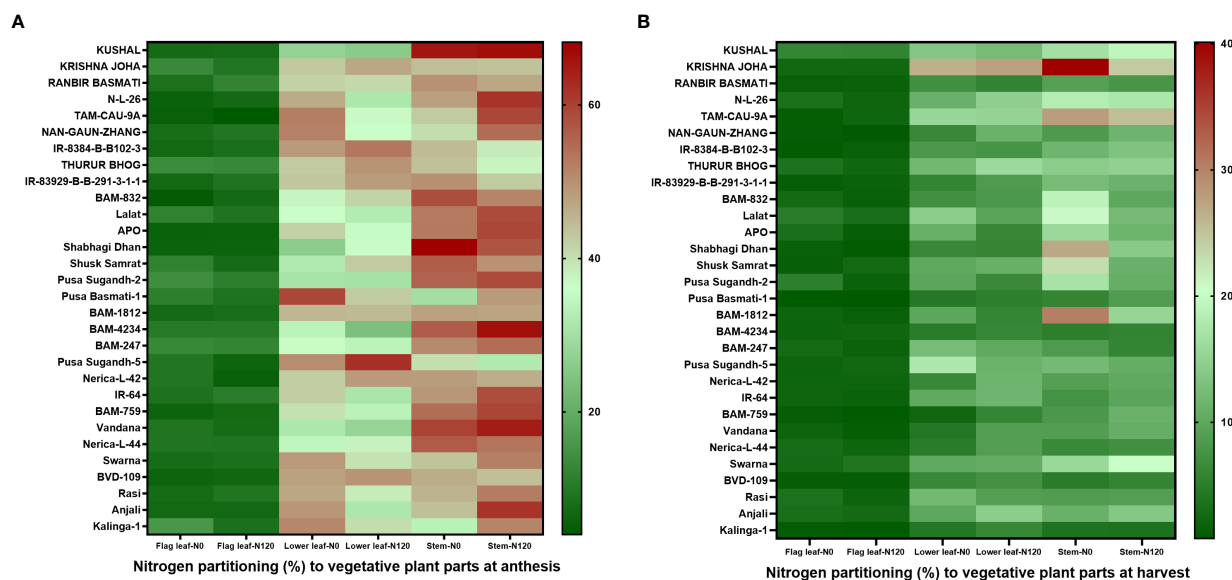 A
KUSHAL
KRISHNA JOHA
RANBIR BASMATI
N-L-26
TAM-CAU-9A
NAN-GAUN-ZHANG
IR-8384-B-B102-3
THURUR BHOG
IR-83929-B-B-291-3-1-1
BAM-832
Lalat
APO
Shabhagi Dhan
Shusk Samrat
Pusa Sugandh-2
Pusa Basmati-1
BAM-1812
BAM-4234
BAM-247
Pusa Sugandh-5
Nerica-L-42
IR-64
BAM-759
Vandana
Nerica-L-44
Swarna
BVD-109
Rasi
Anjali
Kalinga-1
Flag leaf-N0 Flag leaf-N120 Lower leaf-N0 Lower leaf-N120 Stem-N0 Stem-N120
Nitrogen partitioning (%) to vegetative plant parts at anthesis
60
40
20
B
KUSHAL
KRISHNA JOHA
RANBIR BASMATI
N-L-26
TAM-CAU-9A
NAN-GAUN-ZHANG
IR-8384-B-B102-3
THURUR BHOG
IR-83929-B-B-291-3-1-1
BAM-832
Lalat
APO
Shabhagi Dhan
Shusk Samrat
Pusa Sugandh-2
Pusa Basmati-1
BAM-1812
BAM-4234
BAM-247
Pusa Sugandh-5
Nerica-L-42
IR-64
BAM-759
Vandana
Nerica-L-44
Swarna
BVD-109
Rasi
Anjali
Kalinga-1
Flag leaf-N0 Flag leaf-N120 Lower leaf-N0 Lower leaf-N120 Stem-N0 Stem-N120
Nitrogen partitioning (%) to vegetative plant parts at harvest
40
30
20
10